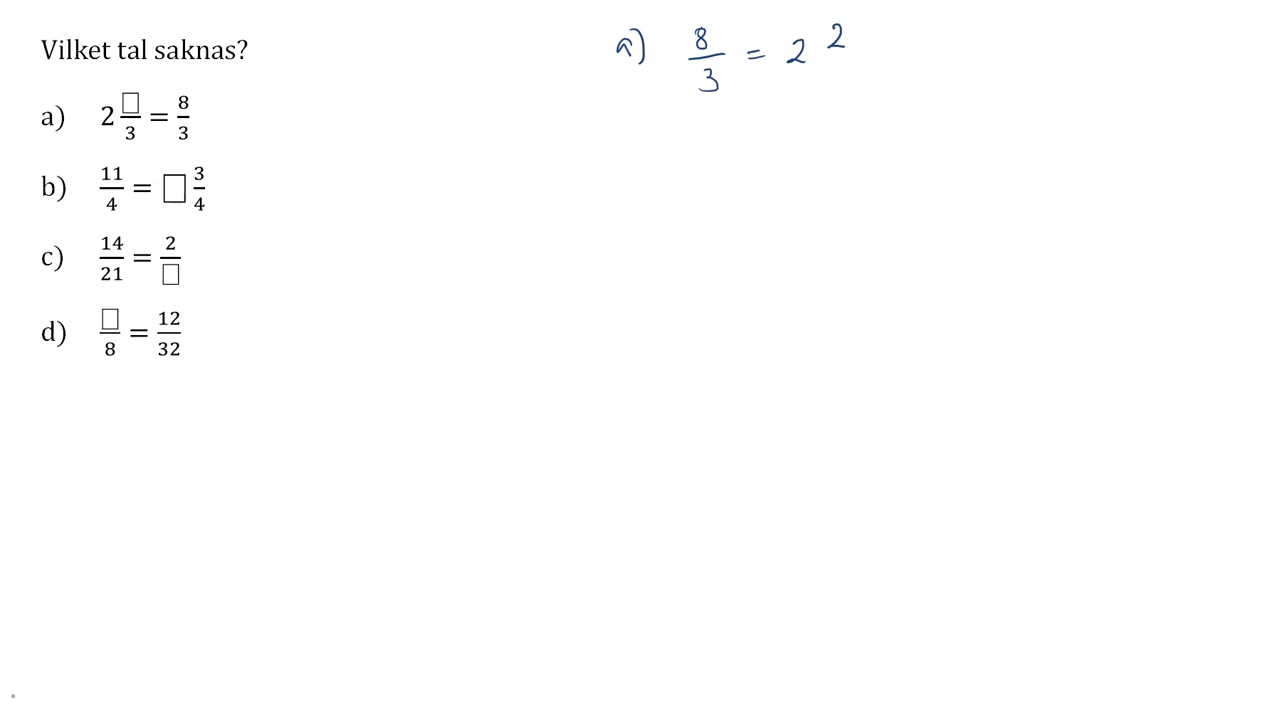 Vilket tal saknas?
a) 2 □/3 = 8/3
b) 11/4 = □ 3/4
c) 14/21 = 2/□
d) □/8 = 12/32
a) 8/3 = 2 2